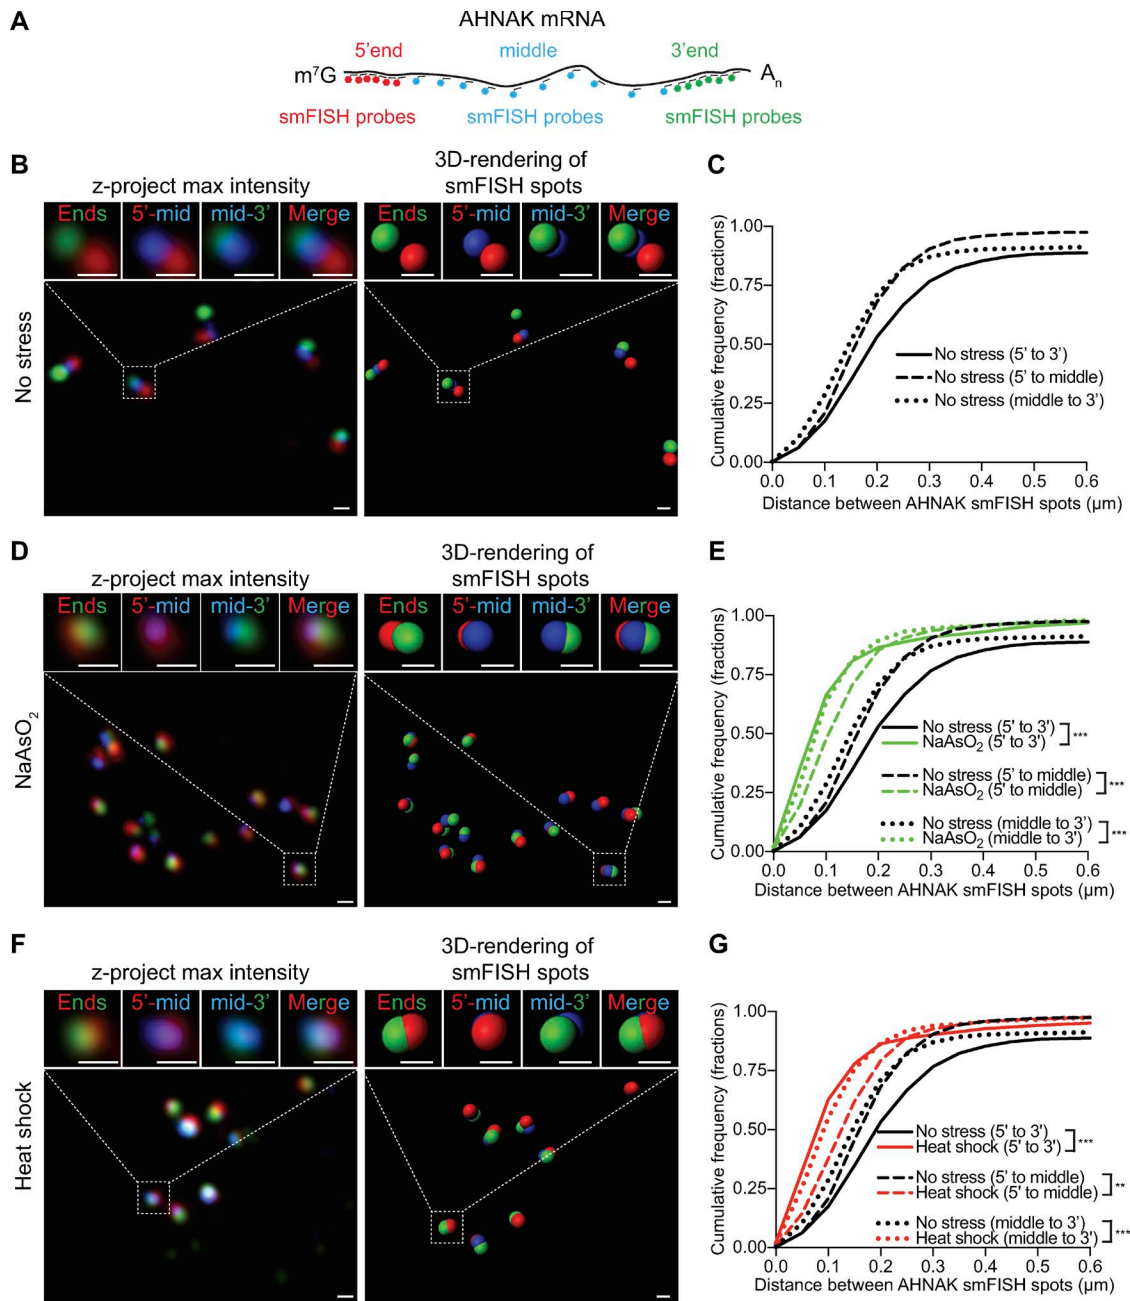 A
AHNAK mRNA
5'end middle 3'end
m⁷G Aₙ
smFISH probes smFISH probes smFISH probes
B
z-project max intensity
3D-rendering of
smFISH spots
Ends 5'-mid mid-3' Merge
Ends 5'-mid mid-3' Merge
No stress
C
Cumulative frequency (fractions)
1.00
0.75
0.50
0.25
0.00
No stress (5' to 3')
No stress (5' to middle)
No stress (middle to 3')
0.0 0.1 0.2 0.3 0.4 0.5 0.6
Distance between AHNAK smFISH spots (µm)
D
z-project max intensity
3D-rendering of
smFISH spots
Ends 5'-mid mid-3' Merge
Ends 5'-mid mid-3' Merge
NaAsO₂
E
Cumulative frequency (fractions)
1.00
0.75
0.50
0.25
0.00
No stress (5' to 3')
NaAsO₂ (5' to 3')
***
No stress (5' to middle)
NaAsO₂ (5' to middle)
***
No stress (middle to 3')
NaAsO₂ (middle to 3')
***
0.0 0.1 0.2 0.3 0.4 0.5 0.6
Distance between AHNAK smFISH spots (µm)
F
z-project max intensity
3D-rendering of
smFISH spots
Ends 5'-mid mid-3' Merge
Ends 5'-mid mid-3' Merge
Heat shock
G
Cumulative frequency (fractions)
1.00
0.75
0.50
0.25
0.00
No stress (5' to 3')
Heat shock (5' to 3')
***
No stress (5' to middle)
Heat shock (5' to middle)
**
No stress (middle to 3')
Heat shock (middle to 3')
***
0.0 0.1 0.2 0.3 0.4 0.5 0.6
Distance between AHNAK smFISH spots (µm)